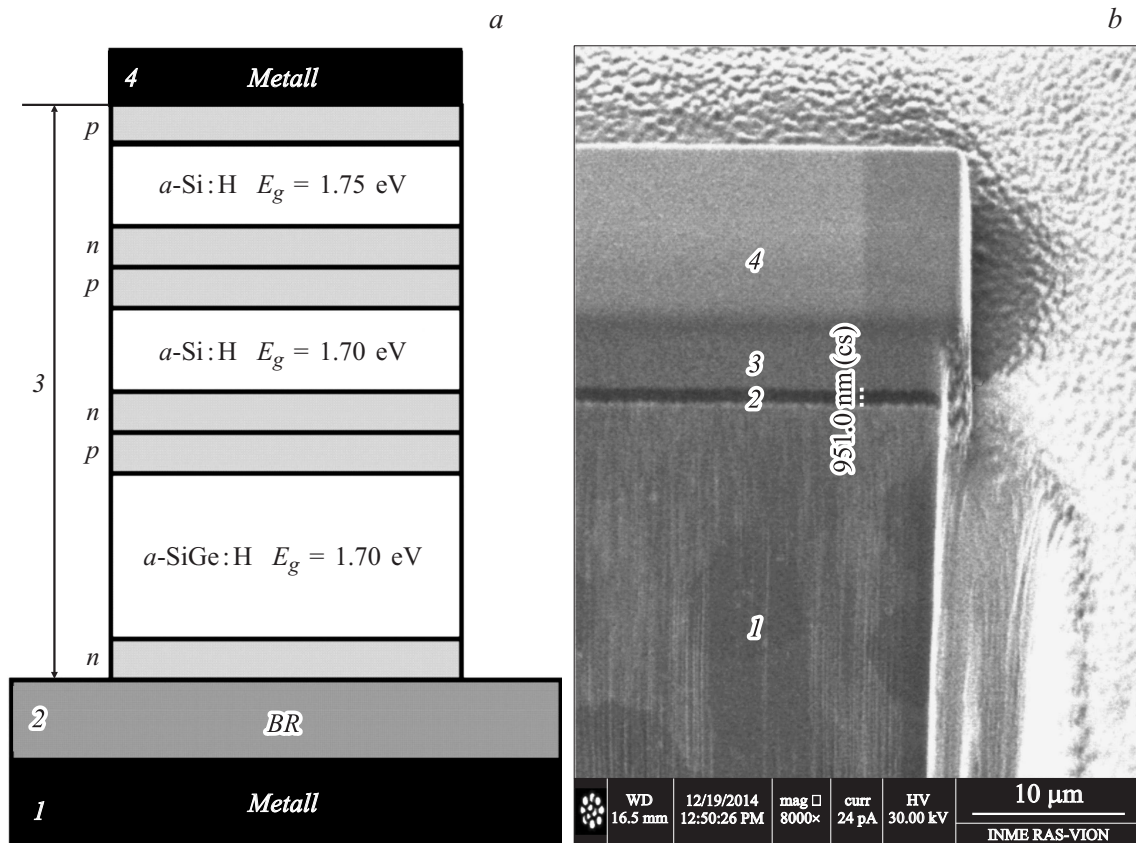 a
4 Metall
p
a-Si:H E_g = 1.75 eV
n
p
a-Si:H E_g = 1.70 eV
3
n
p
a-SiGe:H E_g = 1.70 eV
n
2 BR
1 Metall
b
4
3
2
951.0 nm (cs)
1
WD
16.5 mm
12/19/2014
12:50:26 PM
mag □
8000×
curr
24 pA
HV
30.00 kV
10 μm
INME RAS-VION